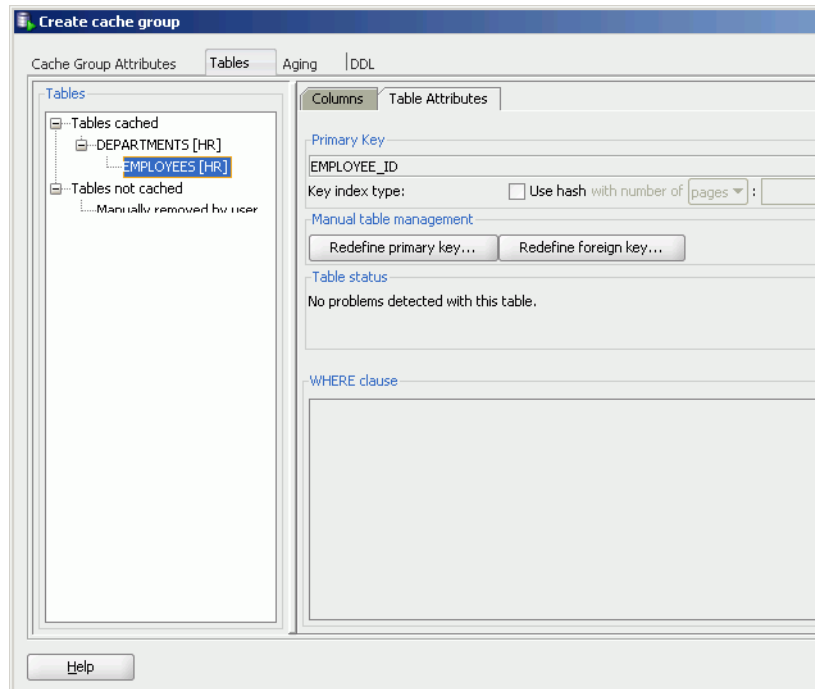 Create cache group
Cache Group Attributes Tables Aging DDL
Tables
Tables cached
DEPARTMENTS [HR]
EMPLOYEES [HR]
Tables not cached
Manually removed by user
Columns Table Attributes
Primary Key
EMPLOYEE_ID
Key index type: Use hash with number of pages :
Manual table management
Redefine primary key... Redefine foreign key...
Table status
No problems detected with this table.
WHERE clause
Help